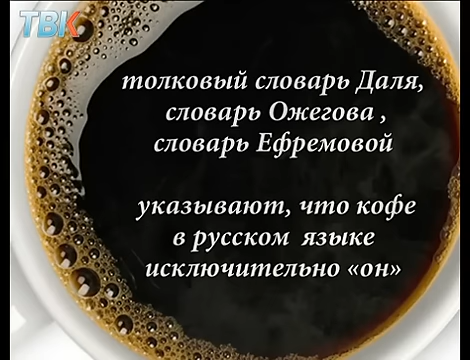 ТВК
толковый словарь Даля,
словарь Ожегова ,
словарь Ефремовой
указывают, что кофе
в русском языке
исключительно «он»